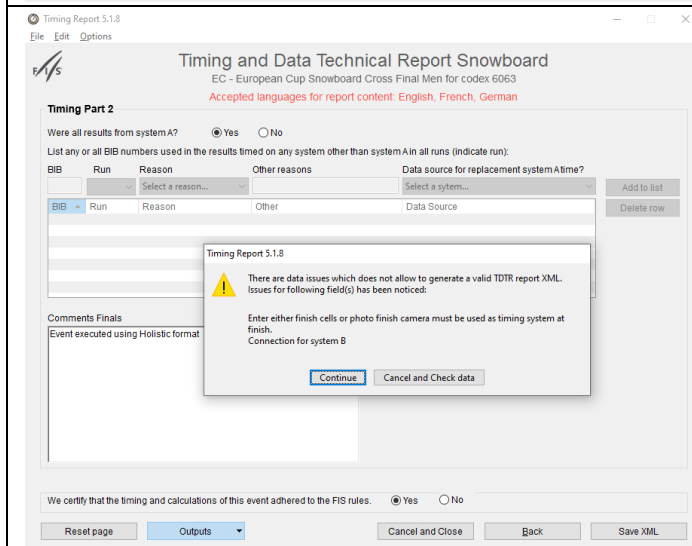 Timing Report 5.1.8
File Edit Options
F/I/S
Timing and Data Technical Report Snowboard
EC - European Cup Snowboard Cross Final Men for codex 6063
Accepted languages for report content: English, French, German
Timing Part 2
Were all results from system A? Yes No
List any or all BIB numbers used in the results timed on any system other than system A in all runs (indicate run):
BIB Run Reason Other reasons Data source for replacement system A time?
Select a reason... Select a sytem... Add to list
BIB Run Reason Other Data Source Delete row
Timing Report 5.1.8
There are data issues which does not allow to generate a valid TDTR report XML.
Issues for following field(s) has been noticed:
Enter either finish cells or photo finish camera must be used as timing system at
finish.
Connection for system B
Continue Cancel and Check data
Comments Finals
Event executed using Holistic format
We certify that the timing and calculations of this event adhered to the FIS rules. Yes No
Reset page Outputs Cancel and Close Back Save XML